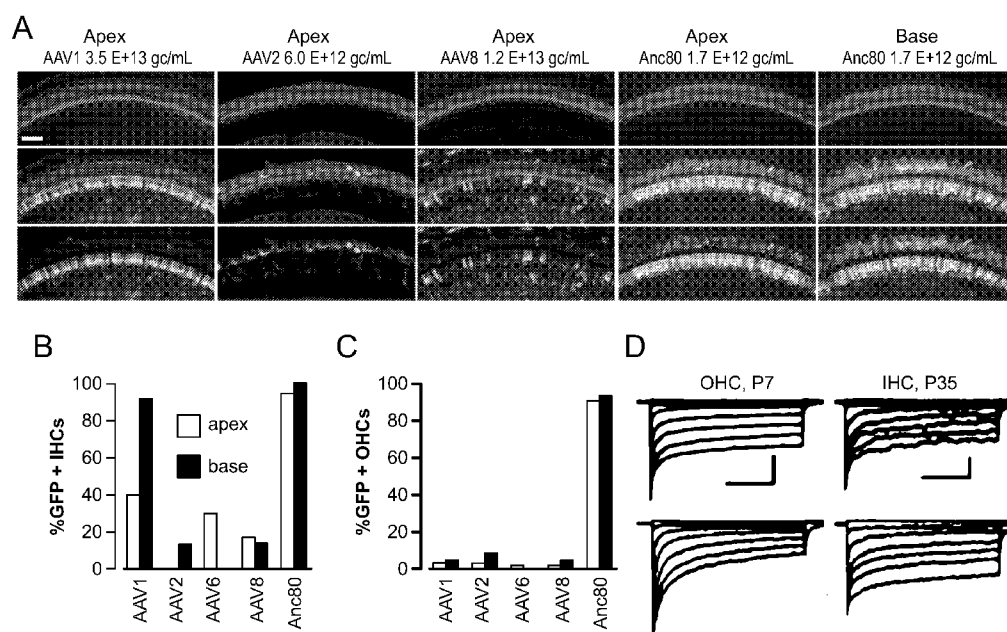 A
Apex Apex Apex Apex Base
AAV1 3.5 E+13 gc/mL AAV2 6.0 E+12 gc/mL AAV8 1.2 E+13 gc/mL Anc80 1.7 E+12 gc/mL Anc80 1.7 E+12 gc/mL
B
%GFP + IHCs
100
80
60
40
20
0
apex
base
AAV1 AAV2 AAV6 AAV8 Anc80
C
%GFP + OHCs
100
80
60
40
20
0
AAV1 AAV2 AAV6 AAV8 Anc80
D
OHC, P7 IHC, P35